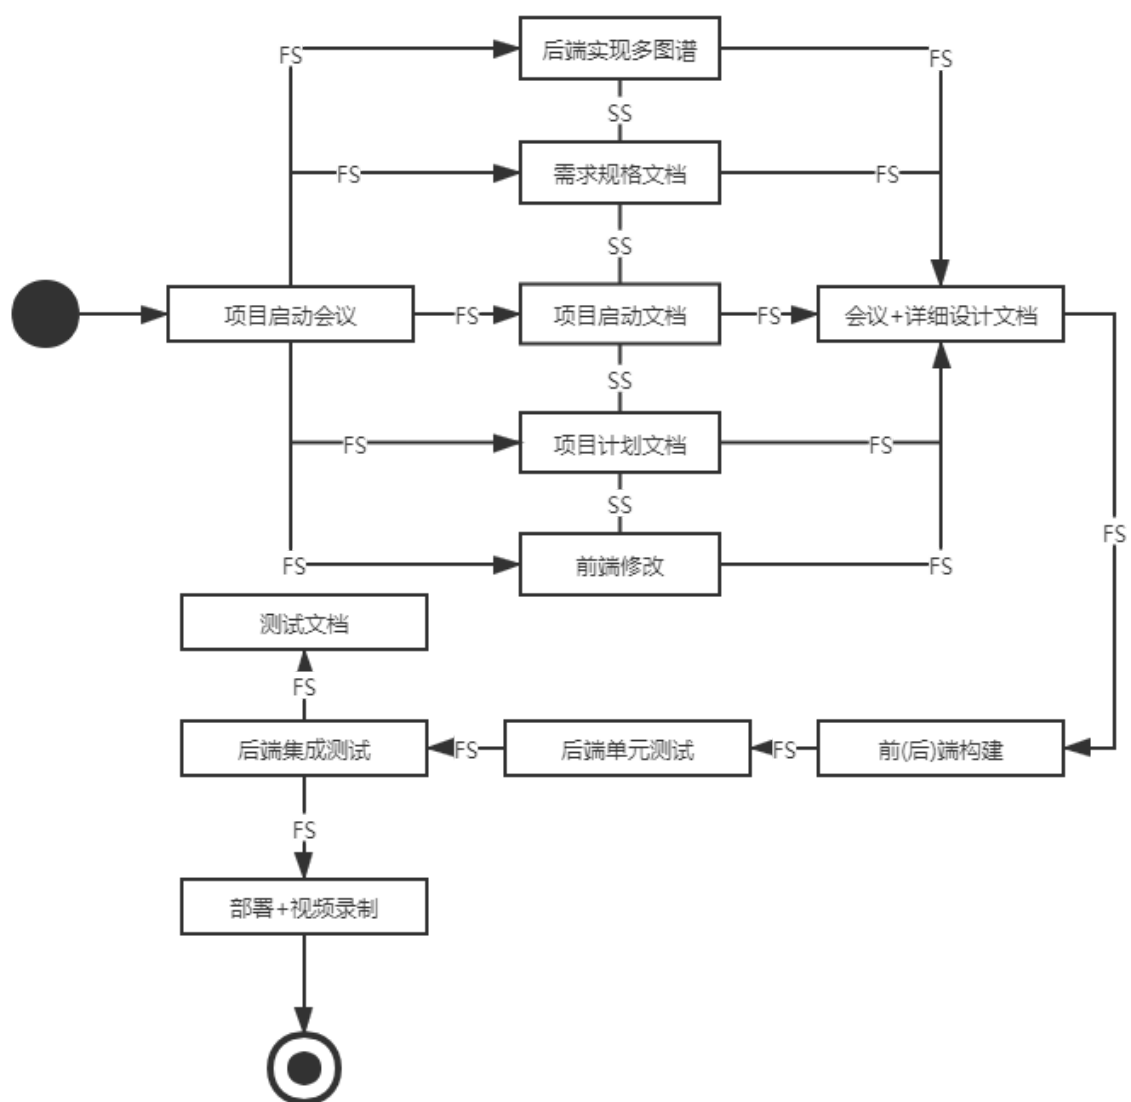 FS
后端实现多图谱
FS
SS
FS
需求规格文档
FS
SS
项目启动会议
FS
项目启动文档
FS
会议+详细设计文档
SS
FS
项目计划文档
FS
SS
FS
FS
前端修改
FS
测试文档
FS
后端集成测试
FS
后端单元测试
FS
前(后)端构建
FS
部署+视频录制